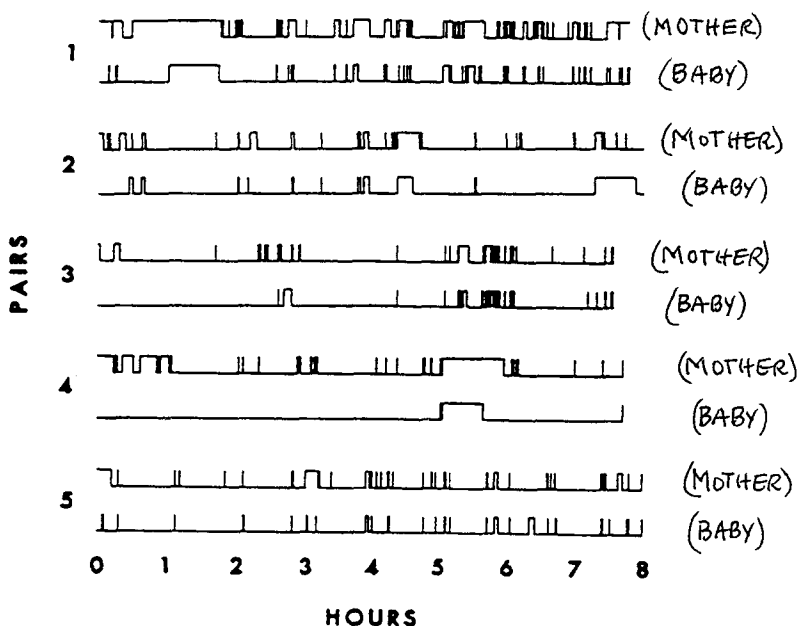 (MOTHER)
1
(BABY)
(MOTHER)
2
(BABY)
PAIRS
(MOTHER)
3
(BABY)
(MOTHER)
4
(BABY)
(MOTHER)
5
(BABY)
0 1 2 3 4 5 6 7 8
HOURS